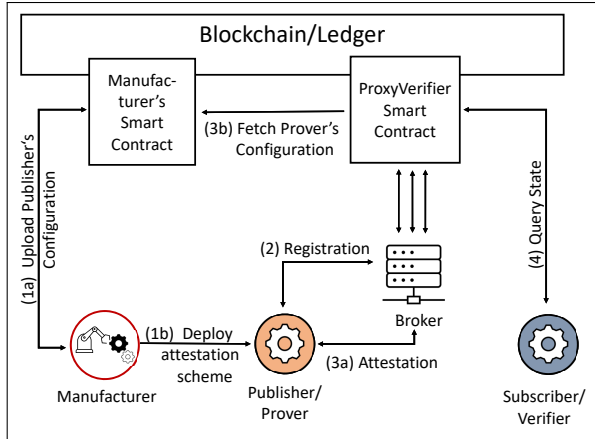 Blockchain/Ledger
Manufac-
turer's
Smart
Contract
ProxyVerifier
Smart
Contract
(3b) Fetch Prover's
Configuration
(1a) Upload Publisher's
Configuration
(4) Query State
(2) Registration
Broker
(1b) Deploy
attestation
scheme
(3a) Attestation
Manufacturer
Publisher/
Prover
Subscriber/
Verifier